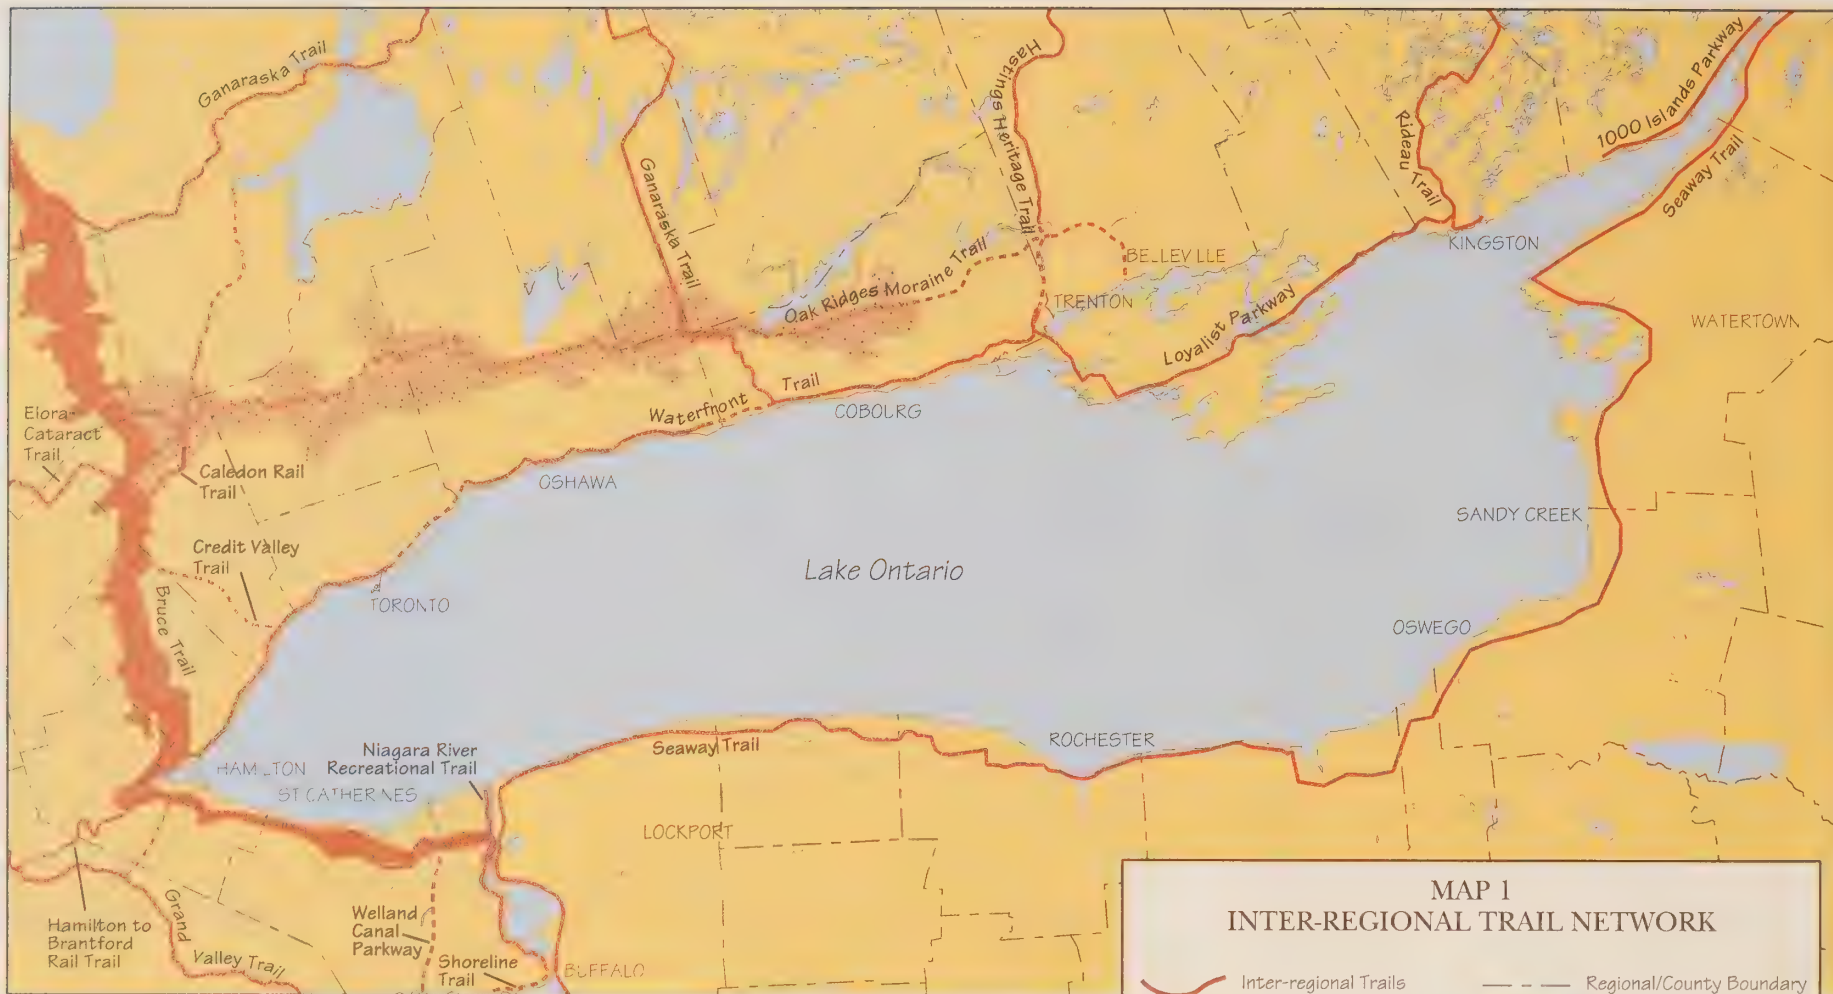 Ganaraska Trail
Hastings Heritage Trail
1000 Islands Parkway
Rideau Trail
Seaway Trail
Ganaraska Trail
KINGSTON
BELLEVILLE
Oak Ridges Moraine Trail
TRENTON
Loyalist Parkway
WATERTOWN
Waterfront Trail
COBOURG
Elora-
Cataract
Trail
Caledon Rail
Trail
OSHAWA
SANDY CREEK
Credit Valley
Trail
Lake Ontario
Bruce Trail
TORONTO
OSWEGO
Niagara River
Recreational Trail
Seaway Trail
ROCHESTER
HAMILTON
ST CATHERINES
LOCKPORT
Hamilton to
Brantford
Rail Trail
Grand Valley Trail
Welland
Canal
Parkway
Shoreline
Trail
BUFFALO
MAP 1
INTER-REGIONAL TRAIL NETWORK
Inter-regional Trails
Regional/County Boundary